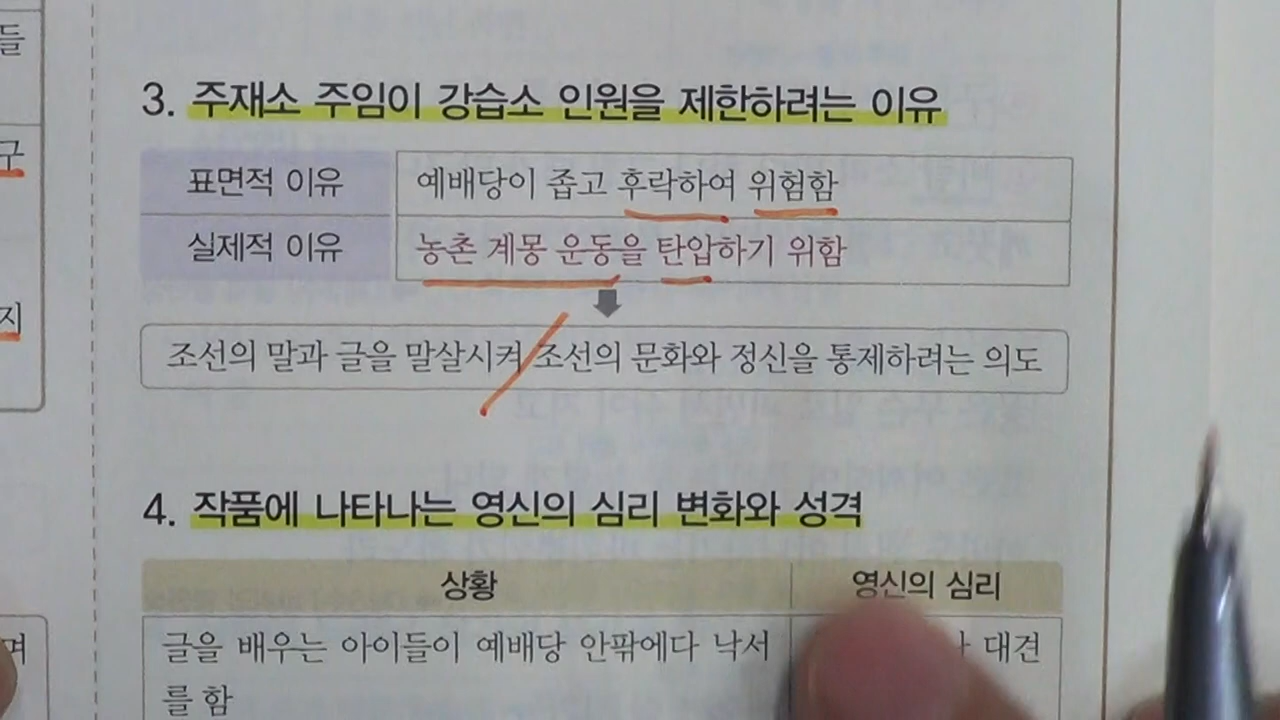 들
구
지
며
3. 주재소 주임이 강습소 인원을 제한하려는 이유
표면적 이유 예배당이 좁고 후락하여 위험함
실제적 이유 농촌 계몽 운동을 탄압하기 위함
조선의 말과 글을 말살시켜 조선의 문화와 정신을 통제하려는 의도
4. 작품에 나타나는 영신의 심리 변화와 성격
상황 영신의 심리
글을 배우는 아이들이 예배당 안팎에다 낙서 대견
를 함